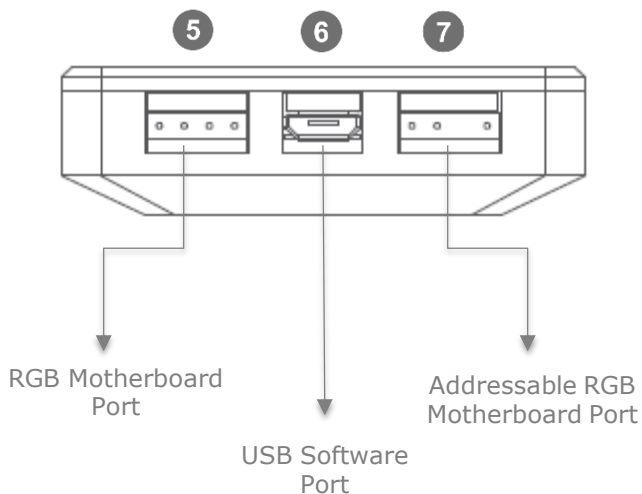 5 6 7
RGB Motherboard
Port
Addressable RGB
Motherboard Port
USB Software
Port